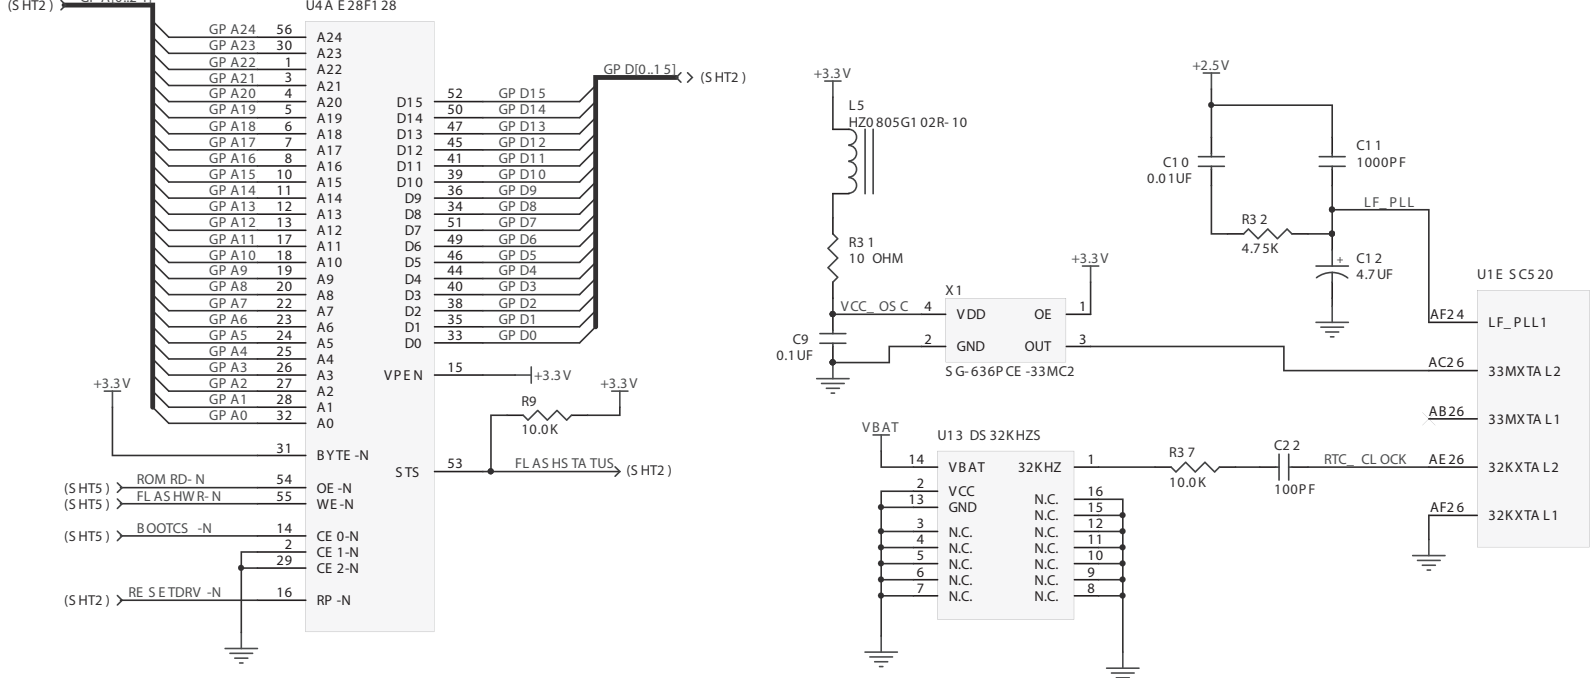 (SHT2)
U4A E28F128
GPA24 56 A24
GPA23 30 A23
GPA22 1 A22
GPA21 3 A21
GPA20 4 A20
GPA19 5 A19
GPA18 6 A18
GPA17 7 A17
GPA16 8 A16
GPA15 10 A15
GPA14 11 A14
GPA13 12 A13
GPA12 13 A12
GPA11 17 A11
GPA10 18 A10
GPA9 19 A9
GPA8 20 A8
GPA7 22 A7
GPA6 23 A6
GPA5 24 A5
GPA4 25 A4
GPA3 26 A3
GPA2 27 A2
GPA1 28 A1
GPA0 32 A0
+3.3V
31 BYTE-N
(SHT5) ROMRD-N 54 OE-N
(SHT5) FLASHWR-N 55 WE-N
(SHT5) BOOTCS-N 14 CE0-N
2 CE1-N
29 CE2-N
(SHT2) RESETDRV-N 16 RP-N
GPD[0..15] (SHT2)
D15 52 GPD15
D14 50 GPD14
D13 47 GPD13
D12 45 GPD12
D11 41 GPD11
D10 39 GPD10
D9 36 GPD9
D8 34 GPD8
D7 51 GPD7
D6 49 GPD6
D5 46 GPD5
D4 44 GPD4
D3 40 GPD3
D2 38 GPD2
D1 35 GPD1
D0 33 GPD0
VPEN 15 +3.3V
+3.3V
R9
10.0K
STS 53 FLASHSTATUS (SHT2)
+3.3V
L5
HZ0805G102R-10
R31
10 OHM
VCC_OSC
C9
0.1UF
X1
4 VDD
2 GND
OE 1
OUT 3
SG-636PCE-33MC2
+3.3V
+2.5V
C10
0.01UF
C11
1000PF
LF_PLL
R32
4.75K
+
C12
4.7UF
VBAT
U13 DS32KHZS
14 VBAT
2 VCC
13 GND
3 N.C.
4 N.C.
5 N.C.
6 N.C.
7 N.C.
32KHZ 1
N.C. 16
N.C. 15
N.C. 12
N.C. 11
N.C. 10
N.C. 9
N.C. 8
R37
10.0K
C22
100PF
RTC_CLOCK
U1E SC520
AF24 LF_PLL1
AC26 33MXTAL2
AB26 33MXTAL1
AE26 32KXTAL2
AF26 32KXTAL1